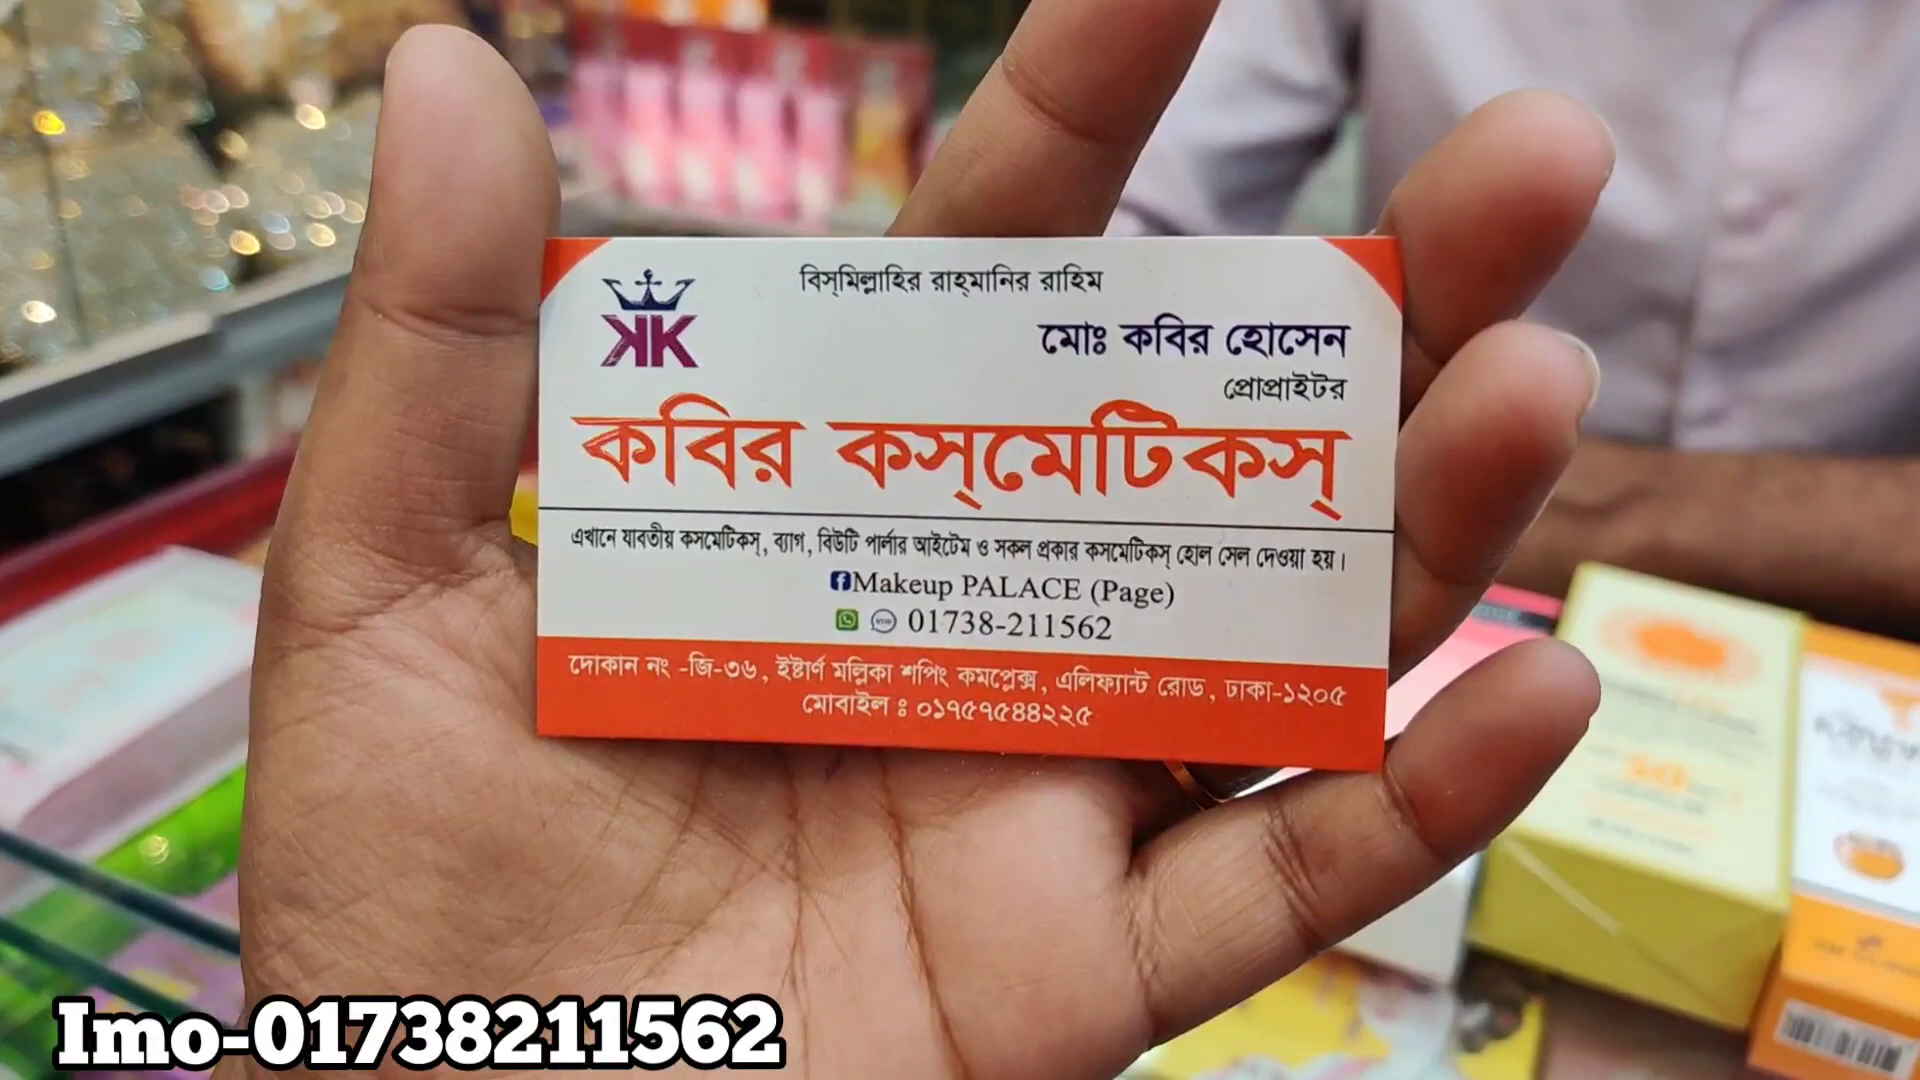 KK
বিস্‌মিল্লাহির রাহ্‌মানির রাহিম
মোঃ কবির হোসেন
প্রোপ্রাইটর
কবির কস্‌মেটিকস্
এখানে যাবতীয় কসমেটিকস্, ব্যাগ, বিউটি পার্লার আইটেম ও সকল প্রকার কসমেটিকস্ হোল সেল দেওয়া হয়।
Makeup PALACE (Page)
01738-211562
দোকান নং -জি-৩৬, ইষ্টার্ণ মল্লিকা শপিং কমপ্লেক্স, এলিফ্যান্ট রোড, ঢাকা-১২০৫
মোবাইল ঃ ০১৭৫৭৫৪৪২২৫
Imo-01738211562